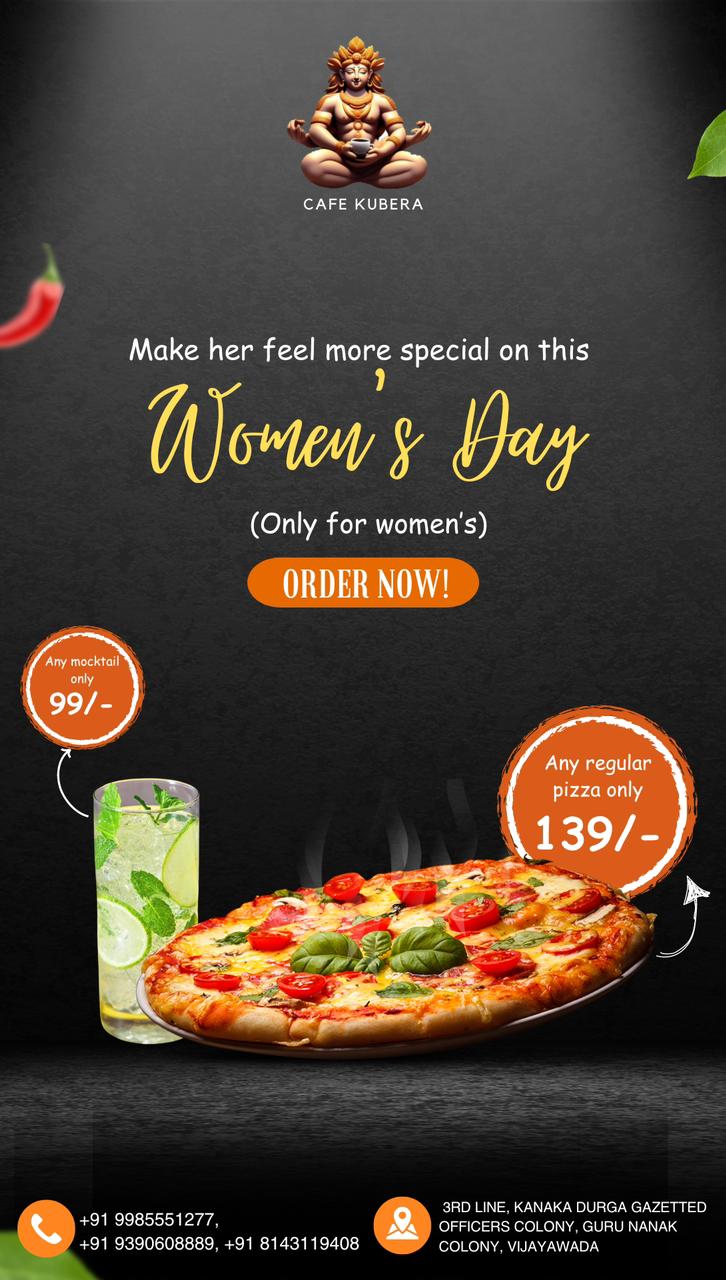 CAFE KUBERA
Make her feel more special on this
Women's Day
(Only for women's)
ORDER NOW!
Any mocktail
only
99/-
Any regular
pizza only
139/-
+91 9985551277,
+91 9390608889, +91 8143119408
3RD LINE, KANAKA DURGA GAZETTED
OFFICERS COLONY, GURU NANAK
COLONY, VIJAYAWADA